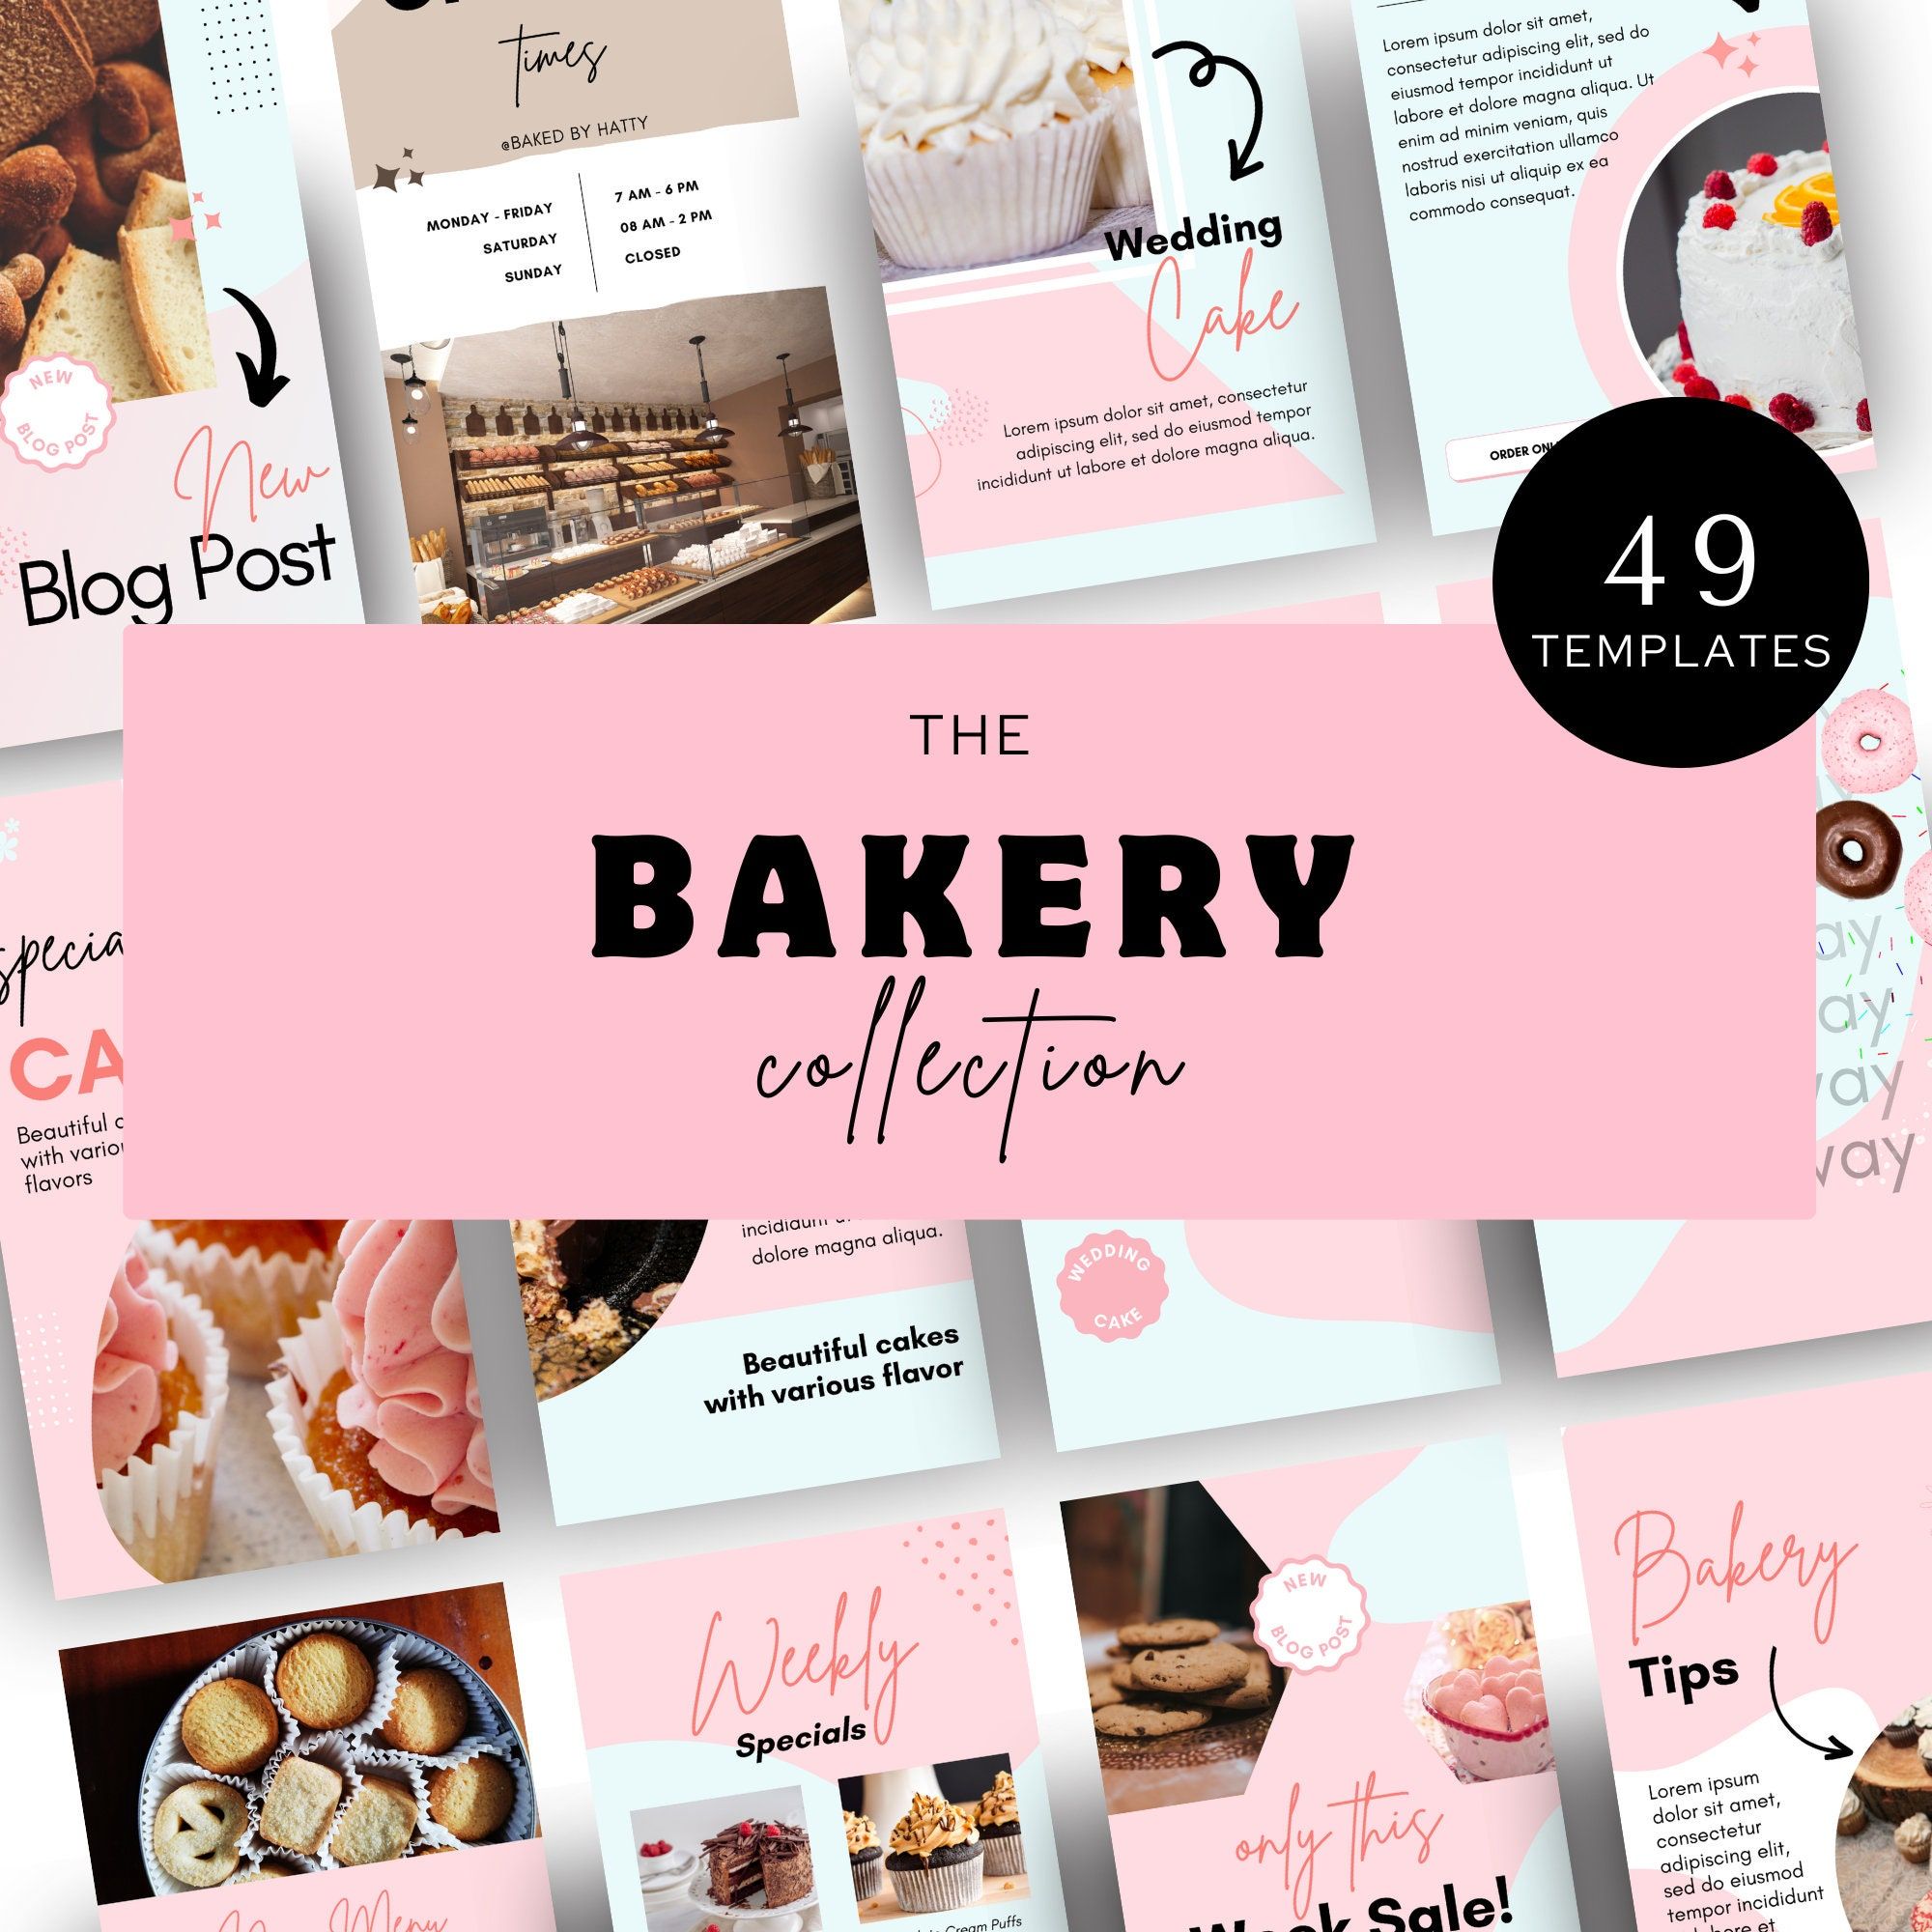 times
@BAKED BY HATTY
MONDAY - FRIDAY
SATURDAY
SUNDAY
7 AM - 6 PM
08 AM - 2 PM
CLOSED
Wedding
Cake
Lorem ipsum dolor sit amet, consectetur
adipiscing elit, sed do eiusmod tempor
incididunt ut labore et dolore magna aliqua.
Lorem ipsum dolor sit amet,
consectetur adipiscing elit, sed do
eiusmod tempor incididunt ut
labore et dolore magna aliqua. Ut
enim ad minim veniam, quis
nostrud exercitation ullamco
laboris nisi ut aliquip ex ea
commodo consequat.
ORDER
NEW
BLOG POST
New
Blog Post
49
TEMPLATES
THE
BAKERY
collection
Beautiful
flavors
dolore magna aliqua.
Beautiful cakes
with various flavor
WEDDING
CAKE
Weekly
Specials
Cream Puffs
NEW
BLOG POST
only this
Week Sale!
Bakery
Tips
Lorem ipsum
dolor sit amet,
consectetur
adipiscing elit,
sed do eiusmod
tempor incididunt
Menu